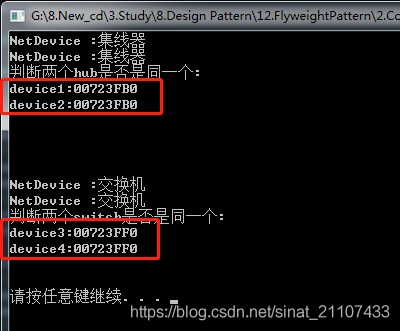 G:\8.New_cd\3.Study\8.Design Pattern\12.FlyweightPattern\2.Co
NetDevice :集线器
NetDevice :集线器
判断两个hub是否是同一个:
device1:00723FB0
device2:00723FB0
NetDevice :交换机
NetDevice :交换机
判断两个switch是否是同一个:
device3:00723FF0
device4:00723FF0
请按任意键继续. . .
https://blog.csdn.net/sinat_21107433